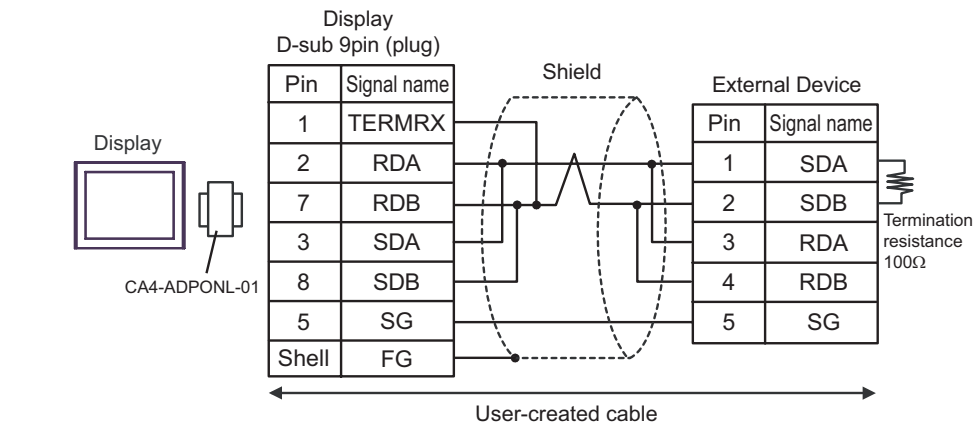 Display
D-sub 9pin (plug)
Pin Signal name
1 TERMRX
2 RDA
7 RDB
3 SDA
8 SDB
5 SG
Shell FG
Shield
External Device
Pin Signal name
1 SDA
2 SDB
3 RDA
4 RDB
5 SG
Termination
resistance
100Ω
Display
CA4-ADPONL-01
User-created cable